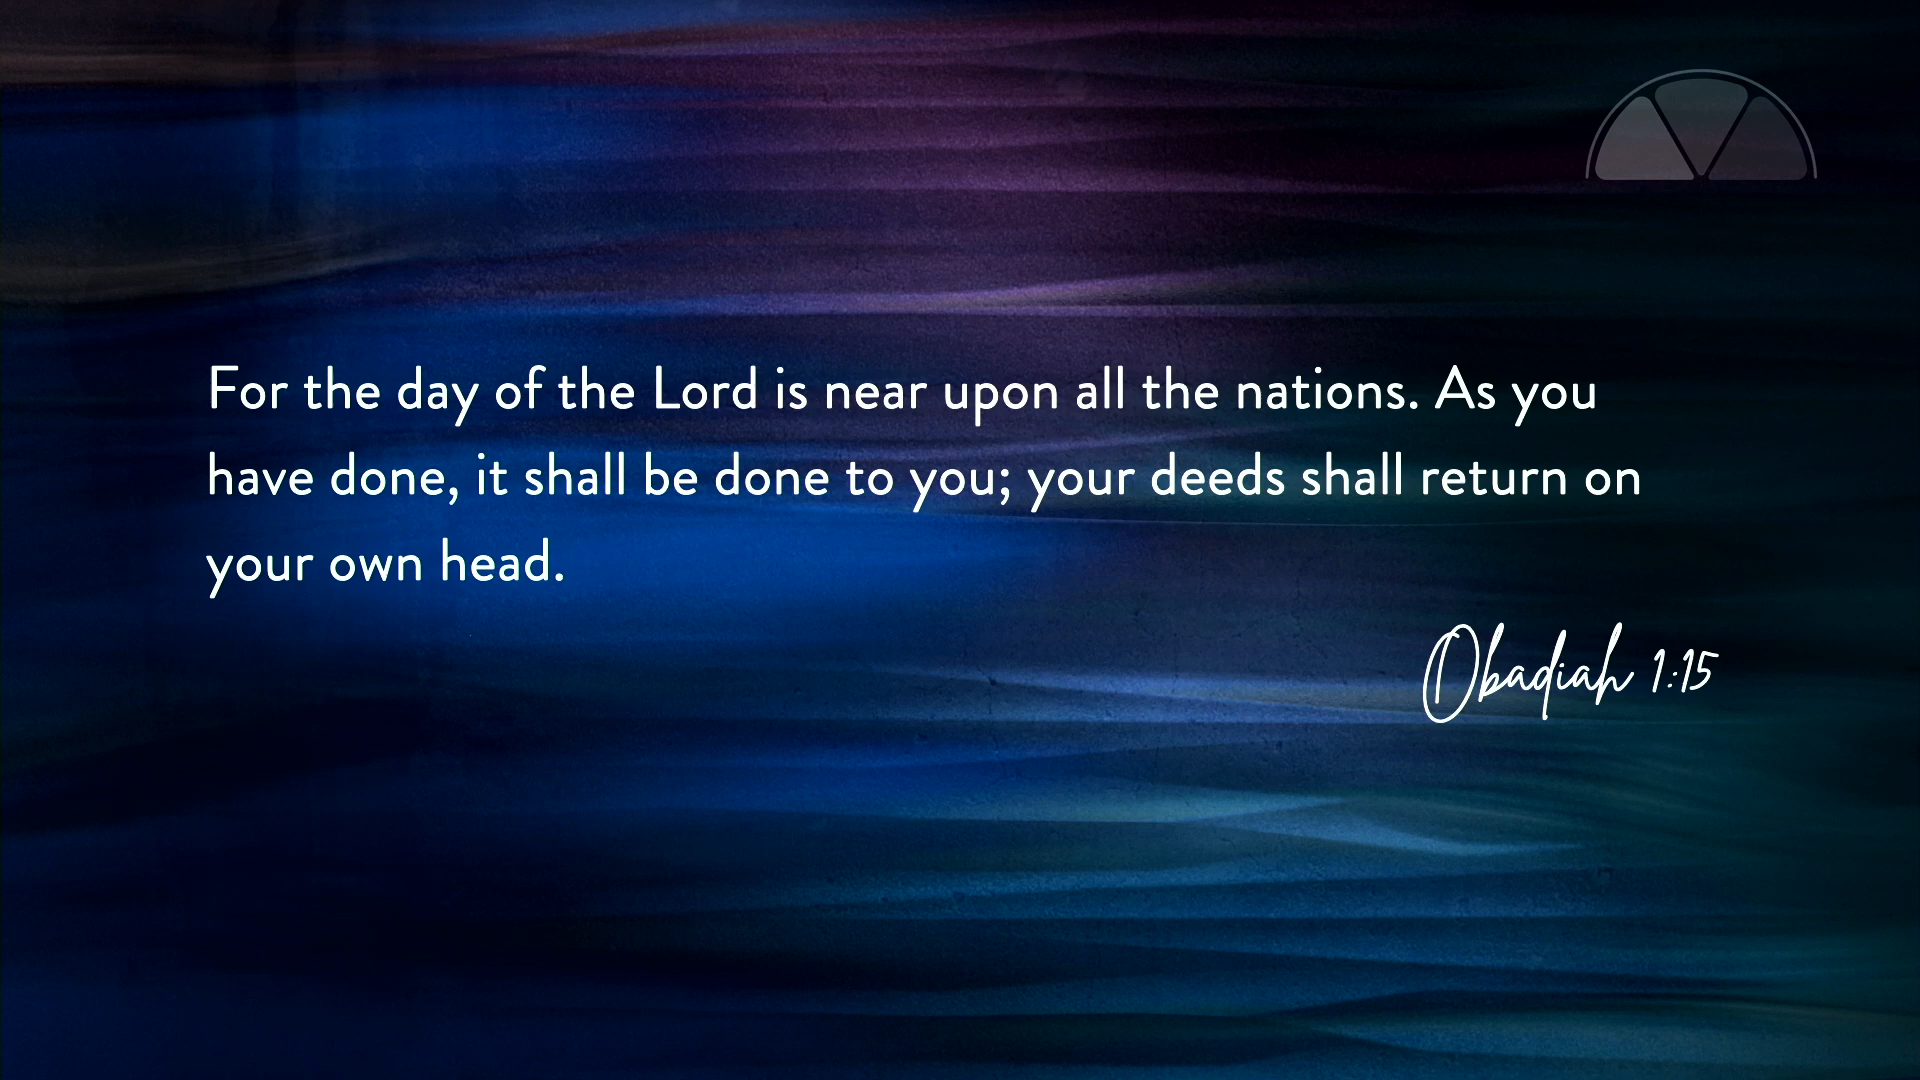 For the day of the Lord is near upon all the nations. As you
have done, it shall be done to you; your deeds shall return on
your own head.
Obadiah 1:15